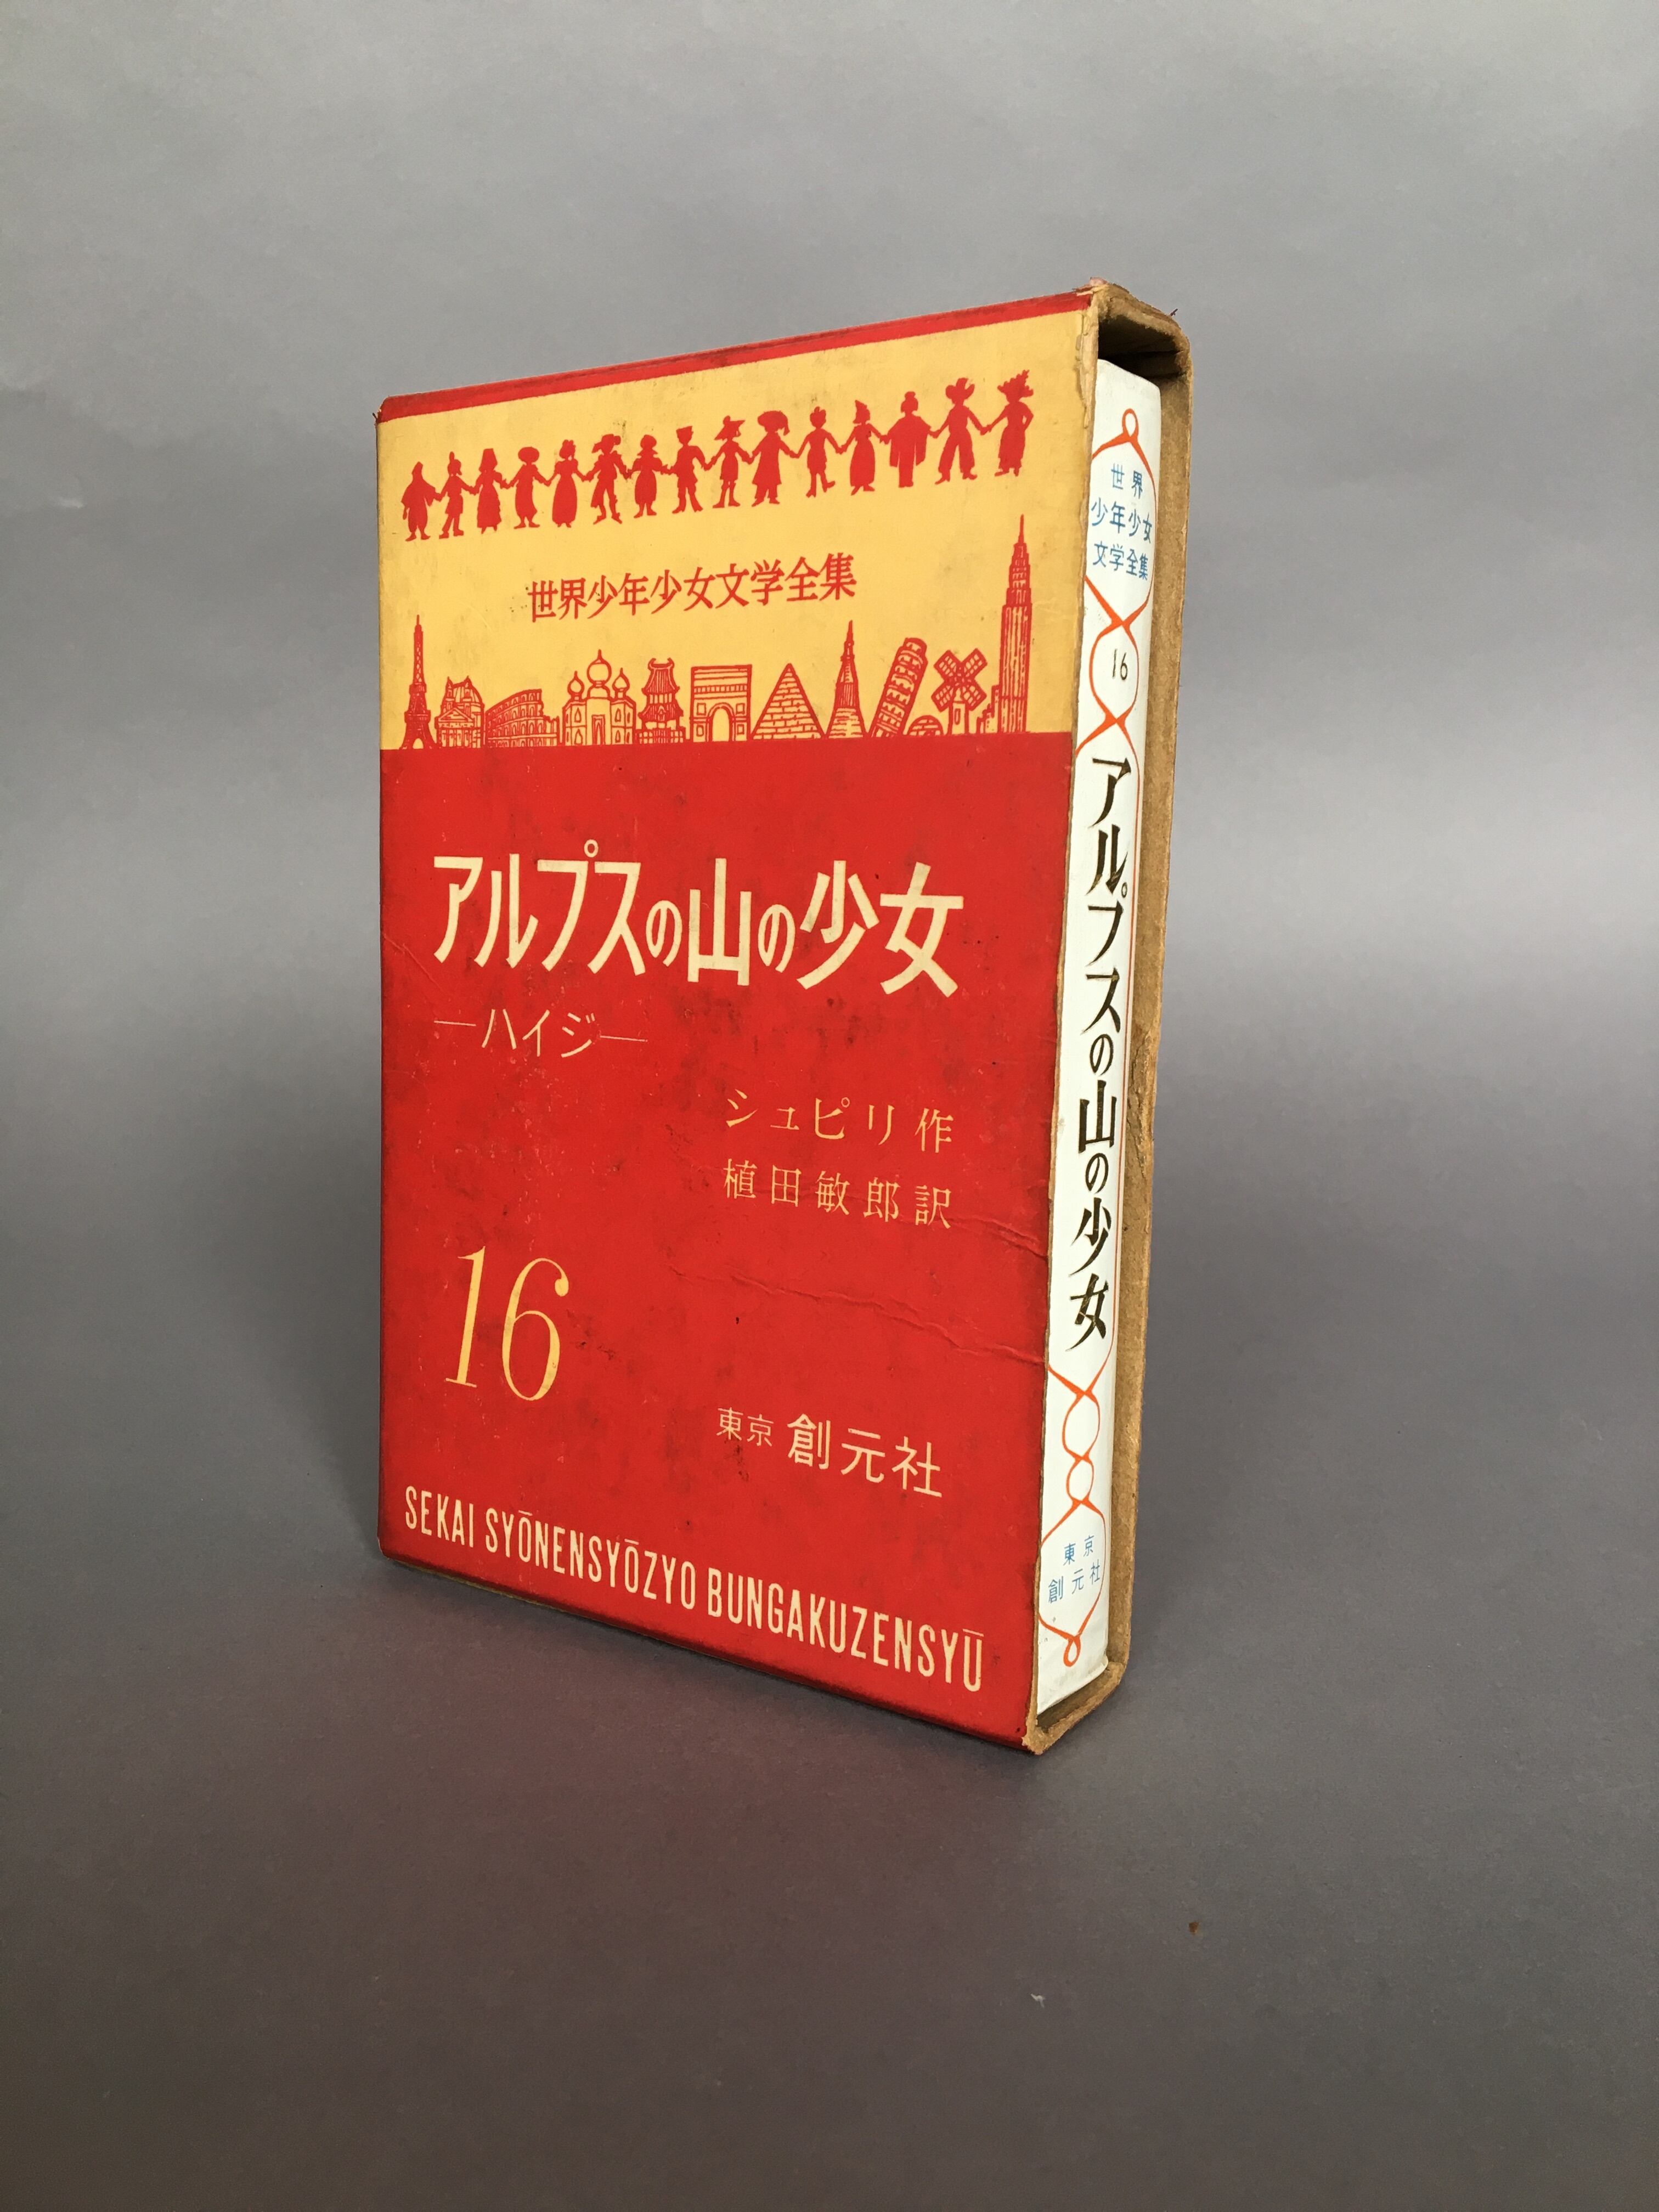 世界少年少女文学全集
アルプスの山の少女
―ハイジ―
シュピリ作
植田敏郎訳
16
東京 創元社
SEKAI SYŌNENSYŌZYO BUNGAKUZENSYŪ
世界
少年少女
文学全集
16
アルプスの山の少女
東京
創元社